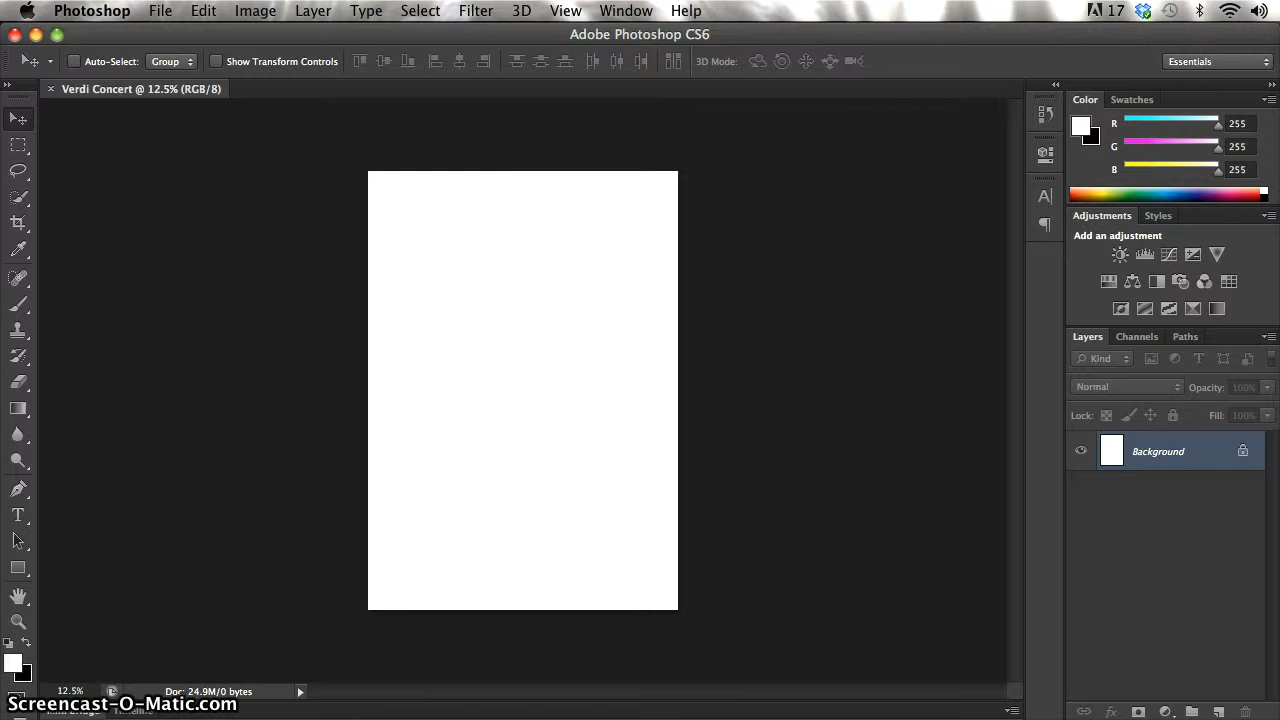 Photoshop File Edit Image Layer Type Select Filter 3D View Window Help 17
Adobe Photoshop CS6
Auto-Select: Group Show Transform Controls 3D Mode: Essentials
× Verdi Concert @ 12.5% (RGB/8)
Color Swatches
R 255
G 255
B 255
Adjustments Styles
Add an adjustment
Layers Channels Paths
Kind
Normal Opacity: 100%
Lock: Fill: 100%
Background
12.5% Doc: 24.9M/0 bytes
Screencast-O-Matic.com